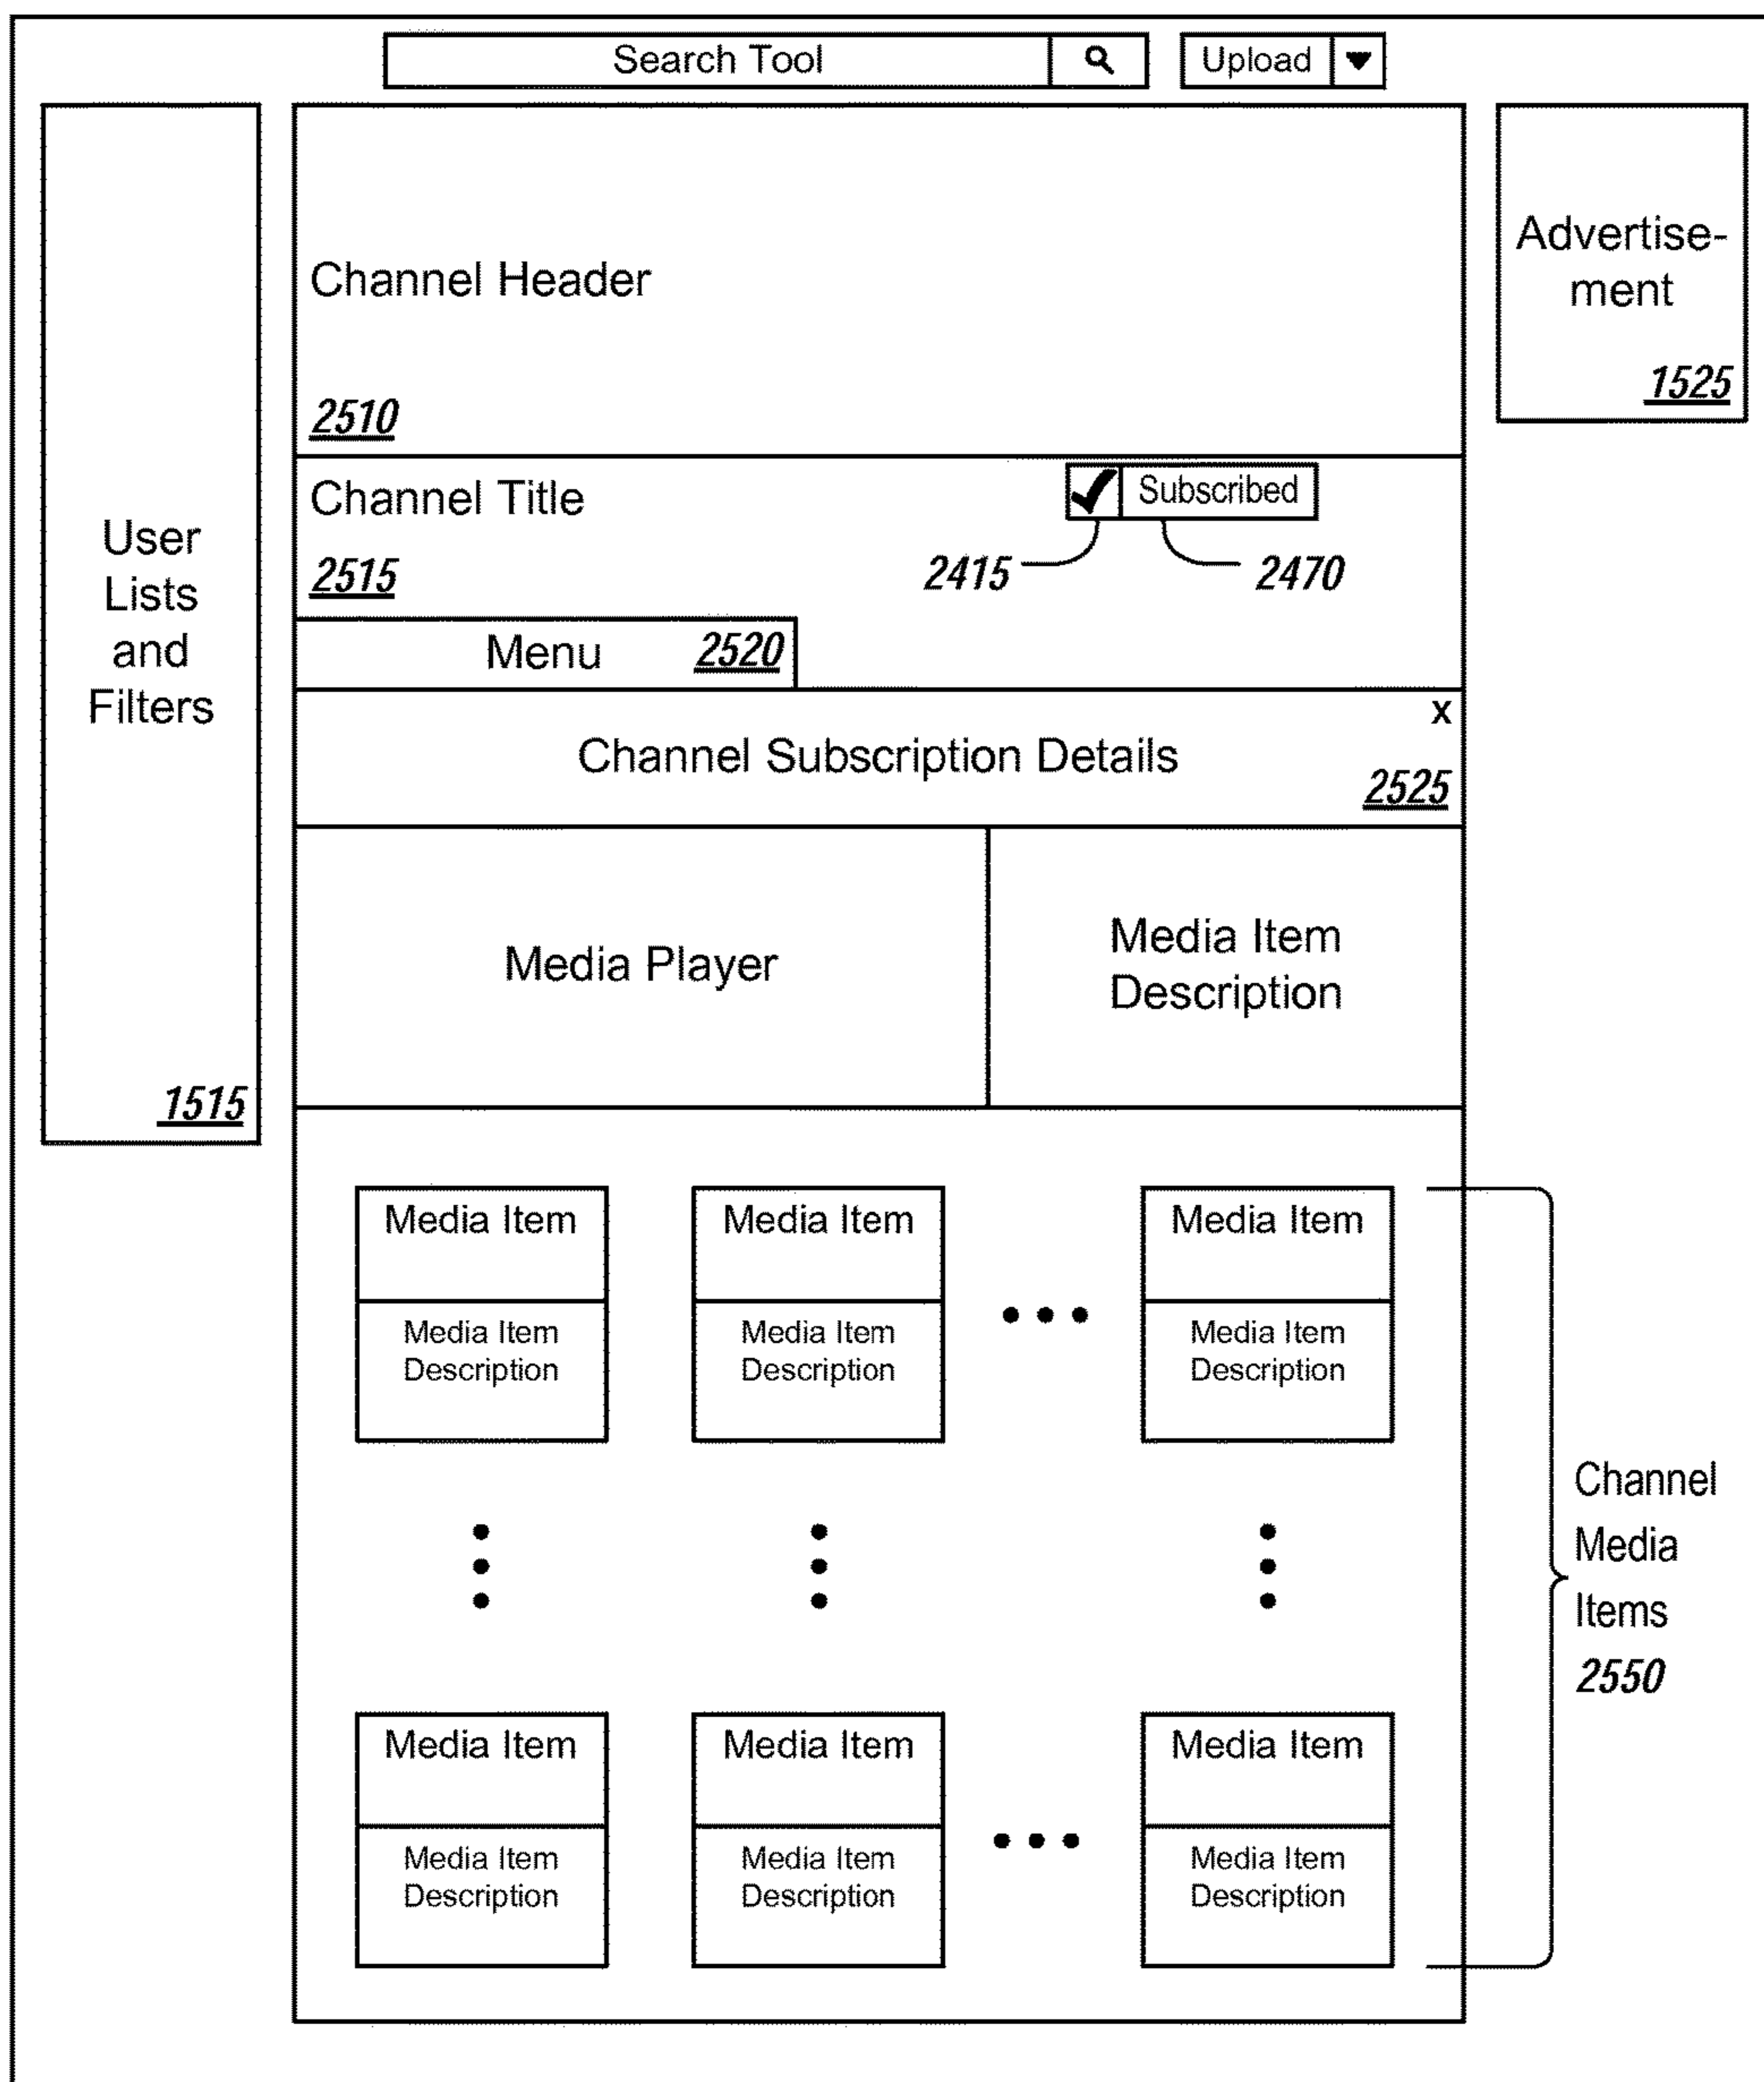 Search Tool
Upload
User
Lists
and
Filters
1515
Channel Header
2510
Advertise-
ment
1525
Channel Title
2515
Subscribed
2415
2470
Menu 2520
X
Channel Subscription Details
2525
Media Player
Media Item
Description
Media Item
Media Item
Description
Media Item
Media Item
Description
Media Item
Media Item
Description
Channel
Media
Items
2550
Media Item
Media Item
Description
Media Item
Media Item
Description
Media Item
Media Item
Description